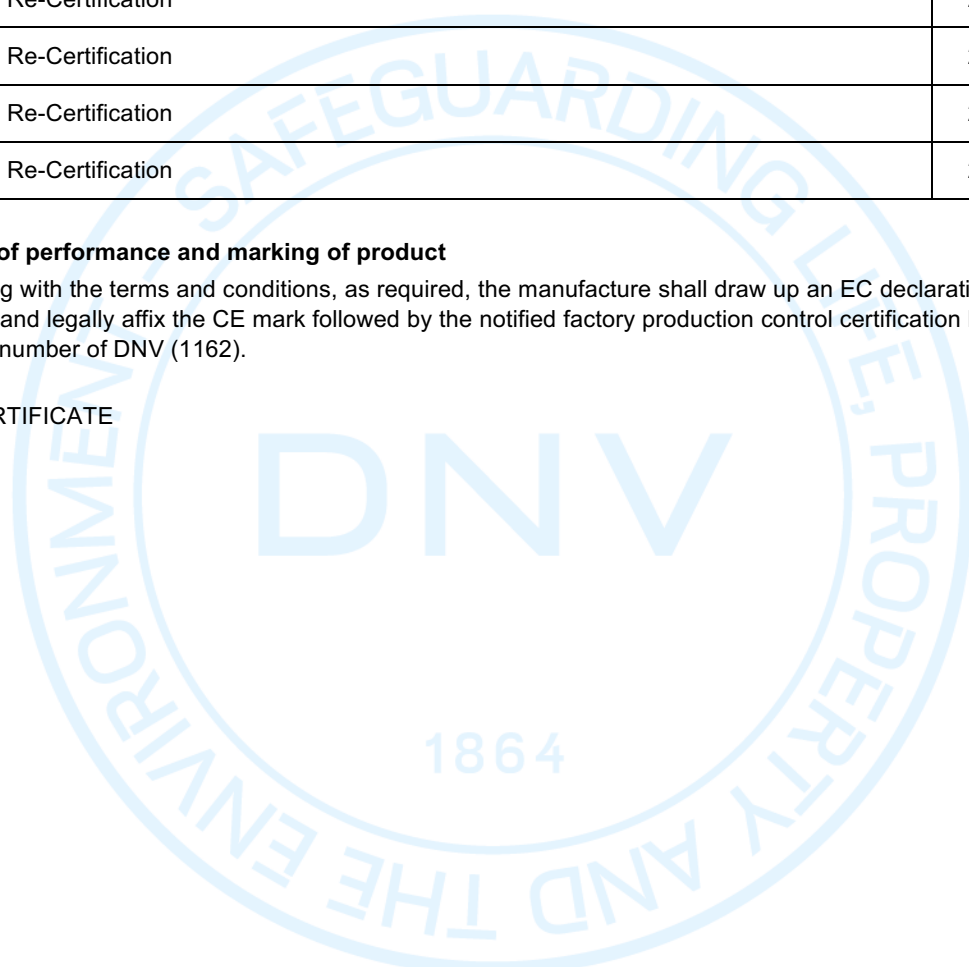 Re-Certification
Re-Certification
Re-Certification
Re-Certification
of performance and marking of product
with the terms and conditions, as required, the manufacture shall draw up an EC
and legally affix the CE mark followed by the notified factory production control certification
number of DNV (1162).
SAFEGUARDING LIFE, PROPERTY AND THE ENVIRONMENT
DNV
1864